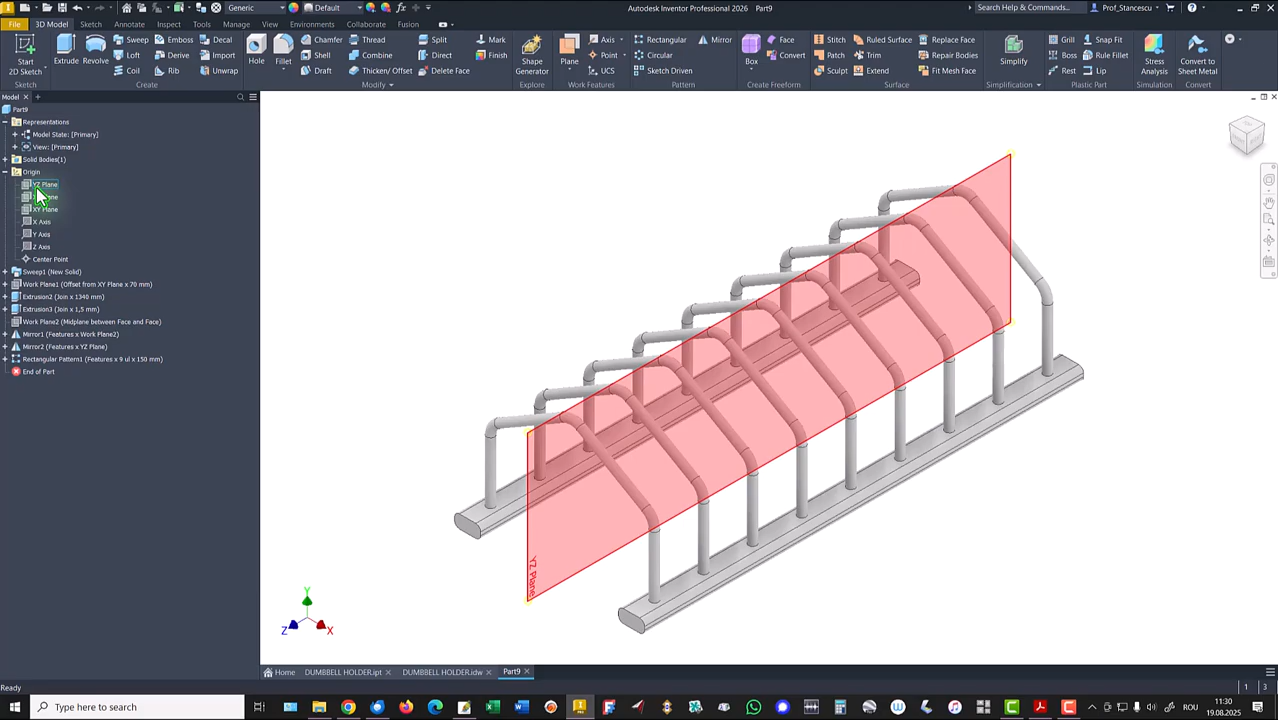 Generic
Default
Autodesk Inventor Professional 2026 Part9
Search Help & Commands...
Prof_Stancescu
File 3D Model Sketch Annotate Inspect Tools Manage View Environments Collaborate Fusion
Sweep Emboss Decal Chamfer Thread Split Mark Axis Rectangular Mirror Face Stitch Ruled Surface Replace Face Grill Snap Fit
Loft Derive Import Shell Combine Direct Finish Point Circular Convert Patch Trim Repair Bodies Boss Rule Fillet
Start
2D Sketch Extrude Revolve Coil Rib Unwrap Hole Fillet Draft Thicken/ Offset Delete Face Shape
Generator Plane UCS Sketch Driven Box Sculpt Extend Fit Mesh Face Simplify Rest Lip Stress
Analysis Convert to
Sheet Metal
Sketch Create Modify Explore Work Features Pattern Create Freeform Surface Simplification Plastic Part Simulation Convert
Model
Part9
Representations
Model State: [Primary]
View: [Primary]
Solid Bodies(1)
Origin
YZ Plane
XY Plane
X Axis
Y Axis
Z Axis
Center Point
Sweep1 (New Solid)
Work Plane1 (Offset from XY Plane x 70 mm)
Extrusion2 (Join x 1340 mm)
Extrusion3 (Join x 1,5 mm)
Work Plane2 (Midplane between Face and Face)
Mirror1 (Features x Work Plane2)
Mirror2 (Features x YZ Plane)
Rectangular Pattern1 (Features x 9 ul x 150 mm)
End of Part
YZ Plane
Y
Z X
Home DUMBBELL HOLDER.ipt DUMBBELL HOLDER.idw Part9
Ready
1 3
Type here to search
ROU
11:30
19.08.2025